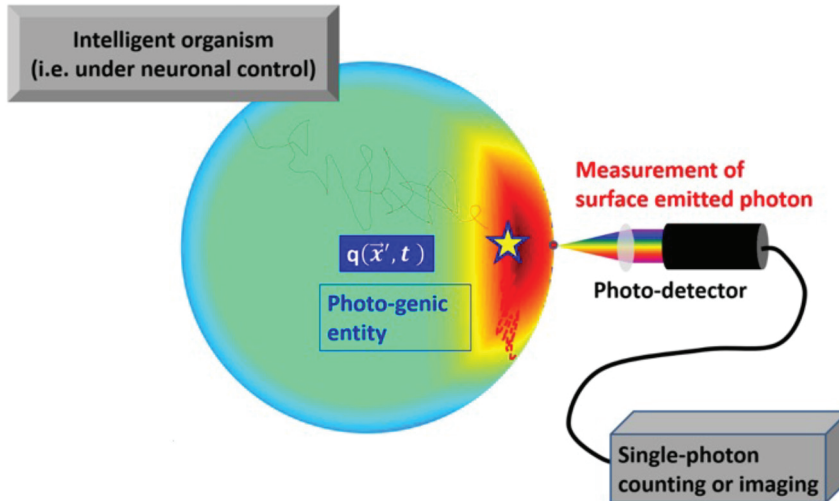 Intelligent organism
(i.e. under neuronal control)
Measurement of
surface emitted photon
q(x⃗′, t )
Photo-genic
entity
Photo-detector
Single-photon
counting or imaging